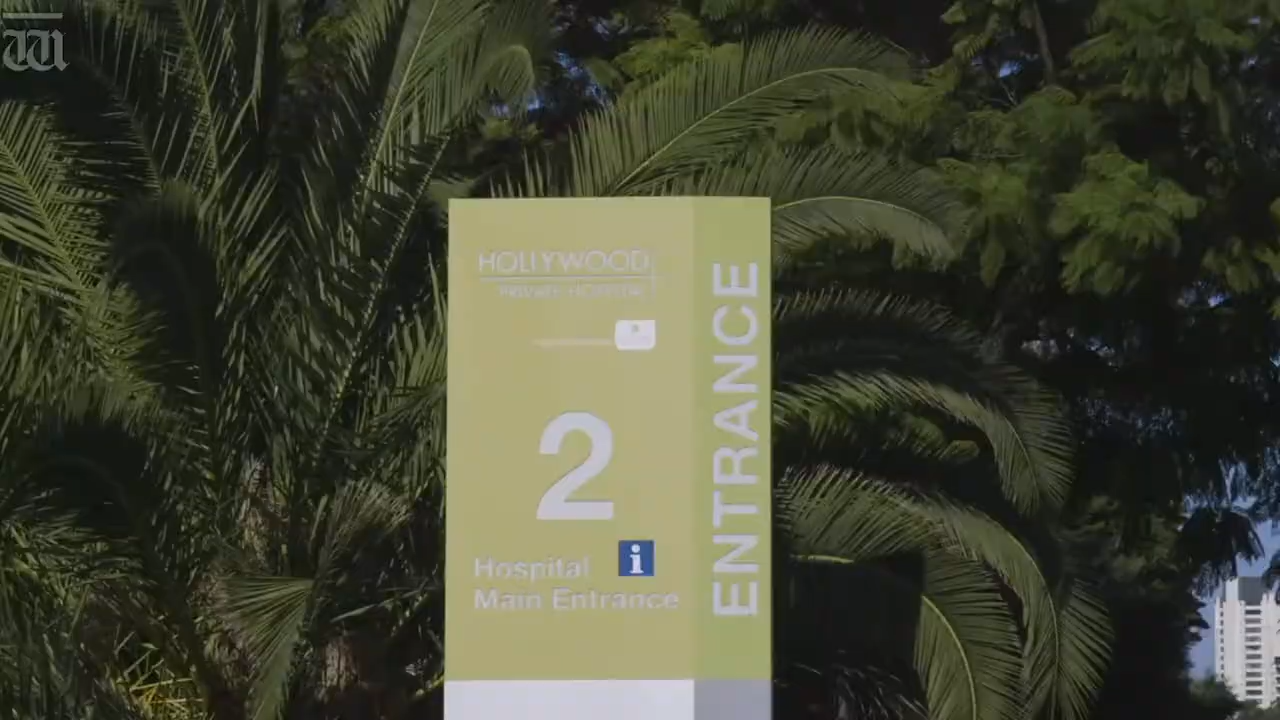 W
HOLLYWOOD
PRIVATE HOSPITAL
2
Hospital i
Main Entrance
ENTRANCE